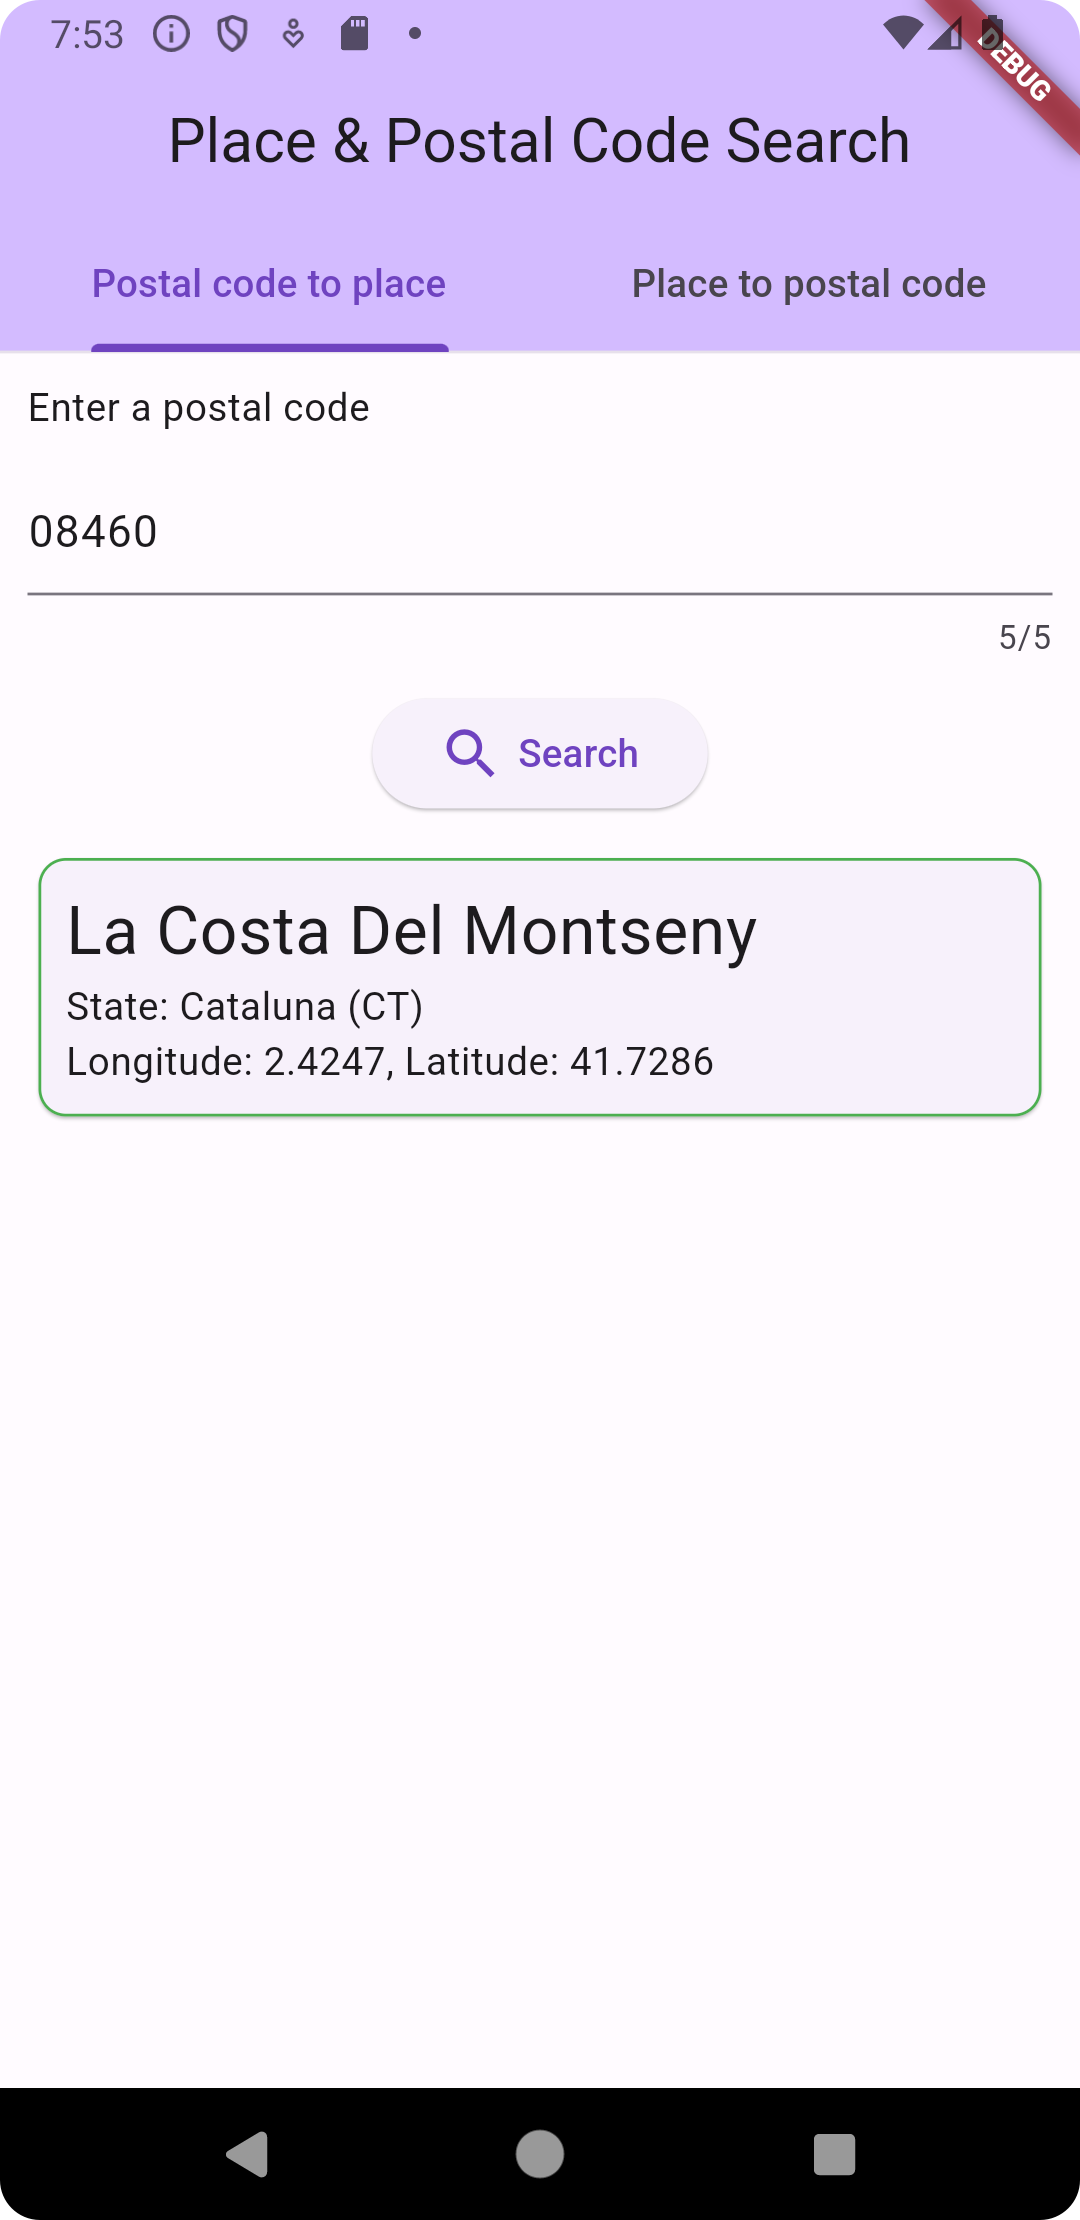 7:53
DEBUG
Place & Postal Code Search
Postal code to place
Place to postal code
Enter a postal code
08460
5/5
Search
La Costa Del Montseny
State: Cataluna (CT)
Longitude: 2.4247, Latitude: 41.7286